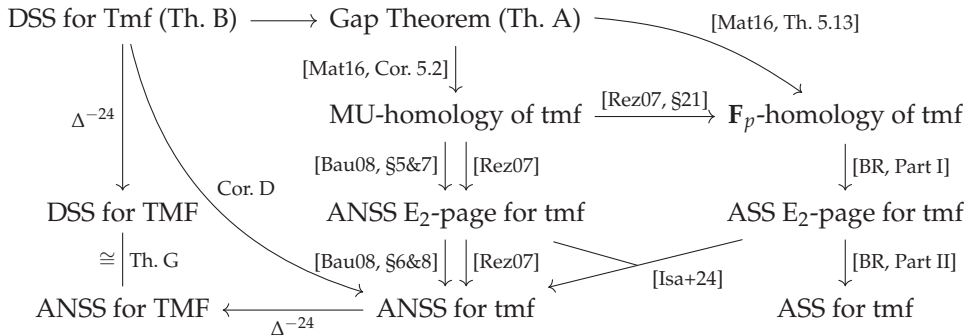 DSS for Tmf (Th. B)
Gap Theorem (Th. A)
[Mat16, Th. 5.13]
[Mat16, Cor. 5.2]
Δ⁻²⁴
MU-homology of tmf
[Rez07, §21]
F_p-homology of tmf
[Bau08, §5&7]
[Rez07]
[BR, Part I]
Cor. D
DSS for TMF
ANSS E₂-page for tmf
ASS E₂-page for tmf
≅
Th. G
[Bau08, §6&8]
[Rez07]
[Isa+24]
[BR, Part II]
ANSS for TMF
Δ⁻²⁴
ANSS for tmf
ASS for tmf